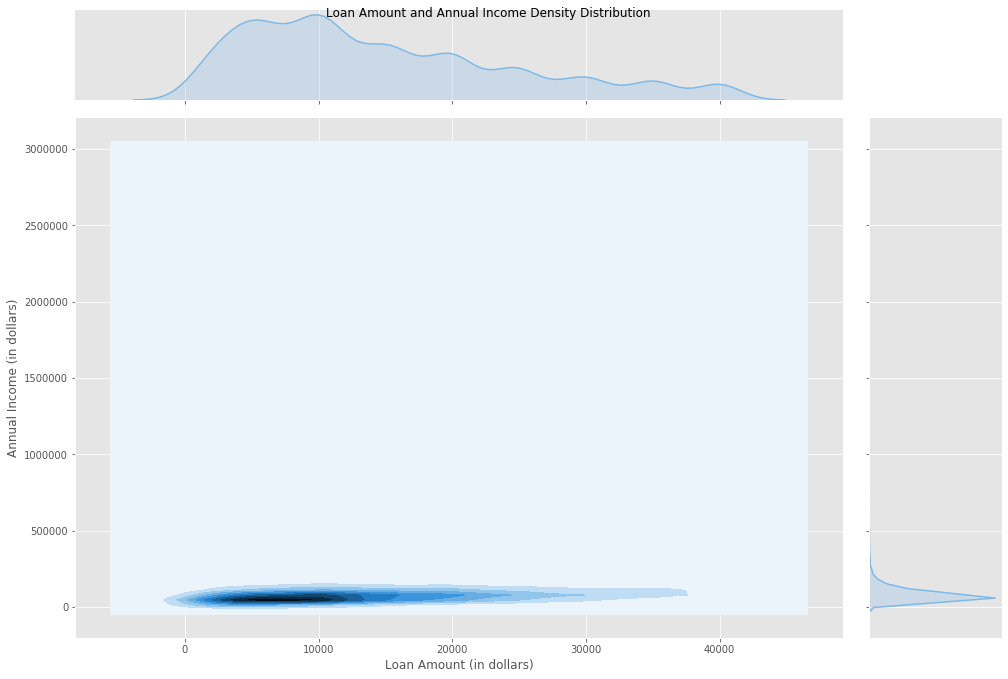 Loan Amount and Annual Income Density Distribution
3000000
2500000
2000000
1500000
1000000
500000
0
Annual Income (in dollars)
0 10000 20000 30000 40000
Loan Amount (in dollars)